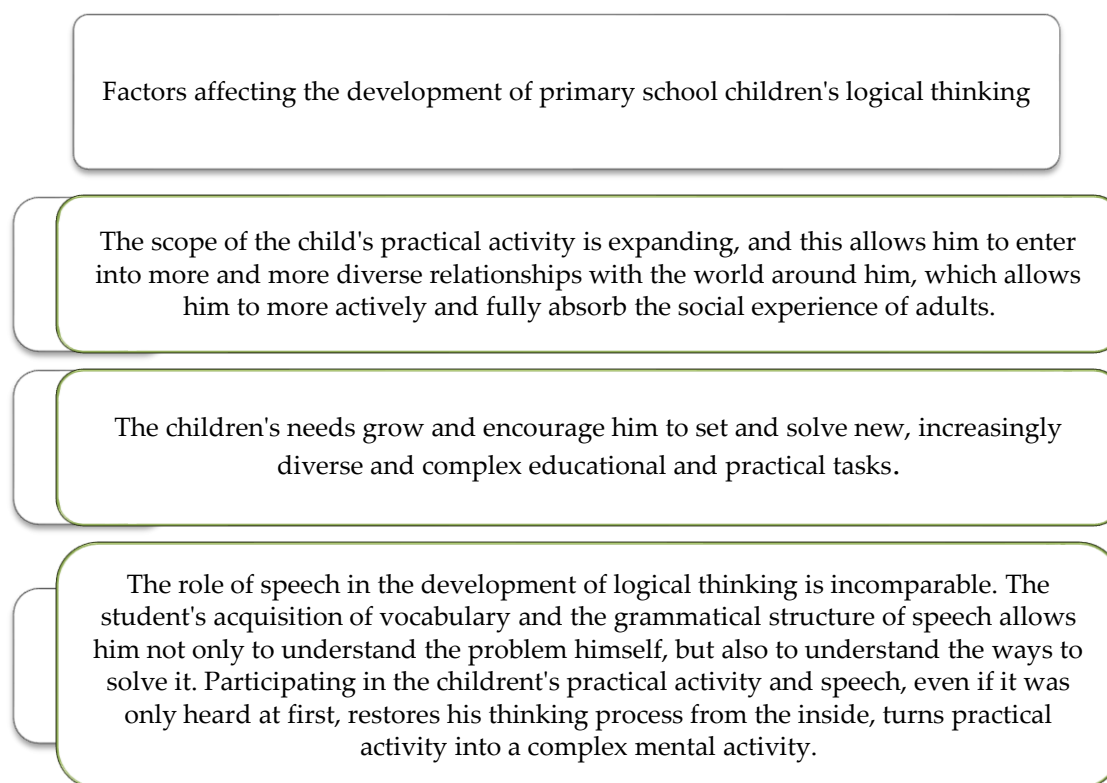 Factors affecting the development of primary school children's logical thinking
The scope of the child's practical activity is expanding, and this allows him to enter
into more and more diverse relationships with the world around him, which allows
him to more actively and fully absorb the social experience of adults.
The children's needs grow and encourage him to set and solve new, increasingly
diverse and complex educational and practical tasks.
The role of speech in the development of logical thinking is incomparable. The
student's acquisition of vocabulary and the grammatical structure of speech allows
him not only to understand the problem himself, but also to understand the ways to
solve it. Participating in the childrent's practical activity and speech, even if it was
only heard at first, restores his thinking process from the inside, turns practical
activity into a complex mental activity.